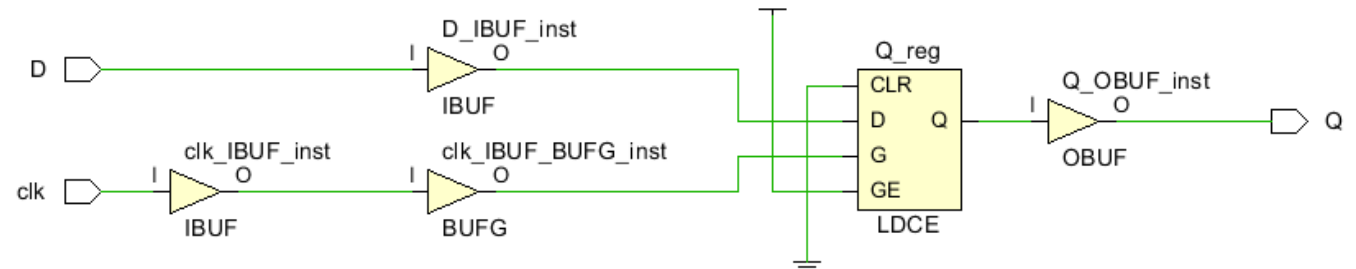 D_IBUF_inst
I
O
D
IBUF
clk_IBUF_inst
I
O
clk
IBUF
clk_IBUF_BUFG_inst
I
O
BUFG
Q_reg
CLR
D
Q
G
GE
LDCE
Q_OBUF_inst
I
O
OBUF
Q